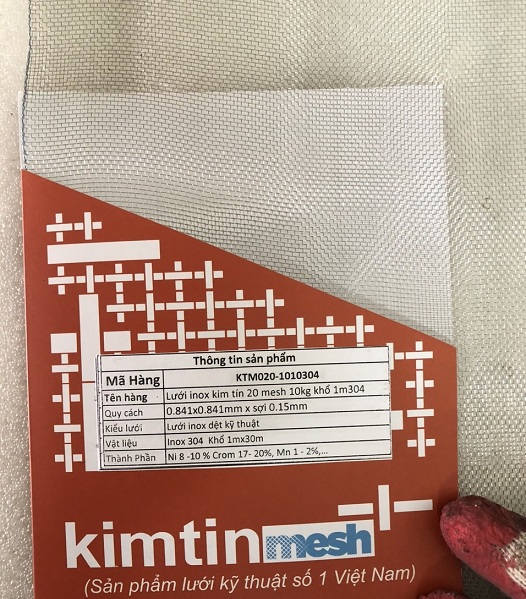 Thông tin sản phẩm
Mã Hàng KTM020-1010304
Tên hàng Lưới inox kim tín 20 mesh 10kg khổ 1m304
Quy cách 0.841x0.841mm x sợi 0.15mm
Kiểu lưới Lưới inox dệt kỹ thuật
Vật liệu Inox 304 Khổ 1mx30m
Thành Phần Ni 8 -10 % Crom 17- 20%, Mn 1 - 2%,...
kimtin mesh
(Sản phẩm lưới kỹ thuật số 1 Việt Nam)